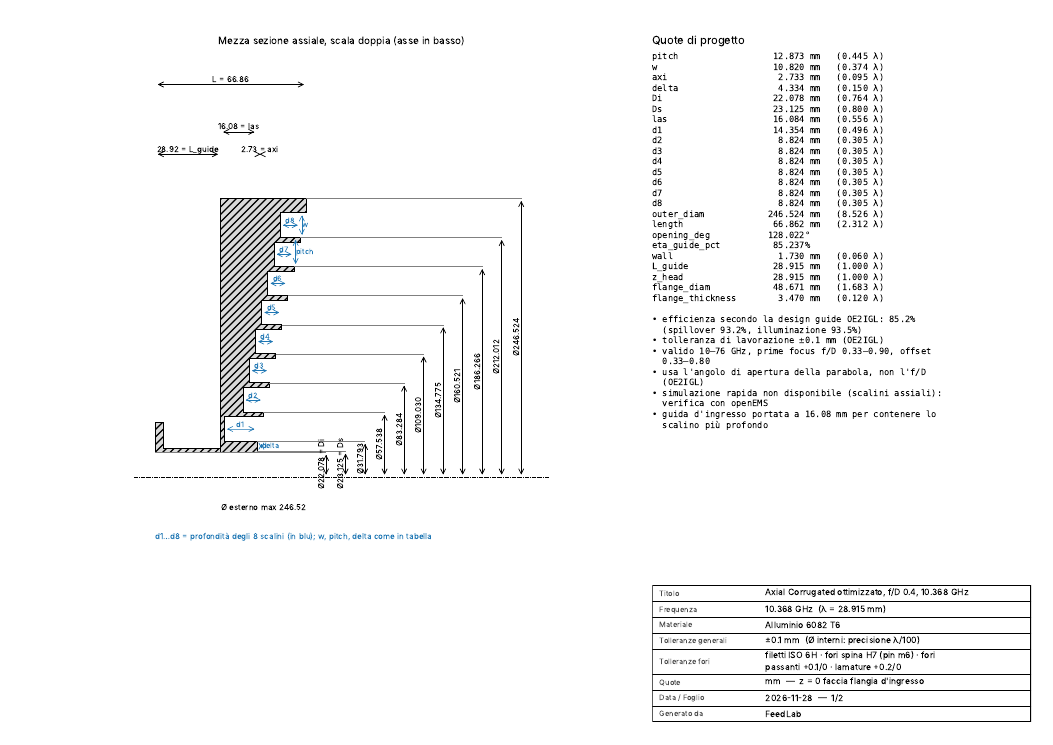 Mezza sezione assiale, scala doppia (asse in basso)
L = 66.86
16.08 = las
28.92 = L_guide
2.73 = axi
d8
w
d7
pitch
d6
d5
d4
d3
d2
d1
delta
Ø22.078 = Di
Ø23.125 = Ds
Ø31.793
Ø57.538
Ø83.284
Ø109.030
Ø134.775
Ø160.521
Ø186.266
Ø212.012
Ø246.524
Ø esterno max 246.52
d1...d8 = profondità degli 8 scalini (in blu); w, pitch, delta come in tabella
Quote di progetto
pitch 12.873 mm (0.445 λ)
w 10.820 mm (0.374 λ)
axi 2.733 mm (0.095 λ)
delta 4.334 mm (0.150 λ)
Di 22.078 mm (0.764 λ)
Ds 23.125 mm (0.800 λ)
las 16.084 mm (0.556 λ)
d1 14.354 mm (0.496 λ)
d2 8.824 mm (0.305 λ)
d3 8.824 mm (0.305 λ)
d4 8.824 mm (0.305 λ)
d5 8.824 mm (0.305 λ)
d6 8.824 mm (0.305 λ)
d7 8.824 mm (0.305 λ)
d8 8.824 mm (0.305 λ)
outer_diam 246.524 mm (8.526 λ)
length 66.862 mm (2.312 λ)
opening_deg 128.022°
eta_guide_pct 85.237%
wall 1.730 mm (0.060 λ)
L_guide 28.915 mm (1.000 λ)
z_head 28.915 mm (1.000 λ)
flange_diam 48.671 mm (1.683 λ)
flange_thickness 3.470 mm (0.120 λ)
• efficienza secondo la design guide OE2IGL: 85.2%
(spillover 93.2%, illuminazione 93.5%)
• tolleranza di lavorazione ±0.1 mm (OE2IGL)
• valido 10–76 GHz, prime focus f/D 0.33–0.90, offset
0.33–0.80
• usa l'angolo di apertura della parabola, non l'f/D
(OE2IGL)
• simulazione rapida non disponibile (scalini assiali):
verifica con openEMS
• guida d'ingresso portata a 16.08 mm per contenere lo
scalino più profondo
Titolo Axial Corrugated ottimizzato, f/D 0.4, 10.368 GHz
Frequenza 10.368 GHz (λ = 28.915 mm)
Materiale Alluminio 6082 T6
Tolleranze generali ±0.1 mm (Ø interni: precisione λ/100)
Tolleranze fori filetti ISO 6H · fori spina H7 (pin m6) · fori
passanti +0.1/0 · lamature +0.2/0
Quote mm — z = 0 faccia flangia d'ingresso
Data / Foglio 2026-11-28 — 1/2
Generato da FeedLab